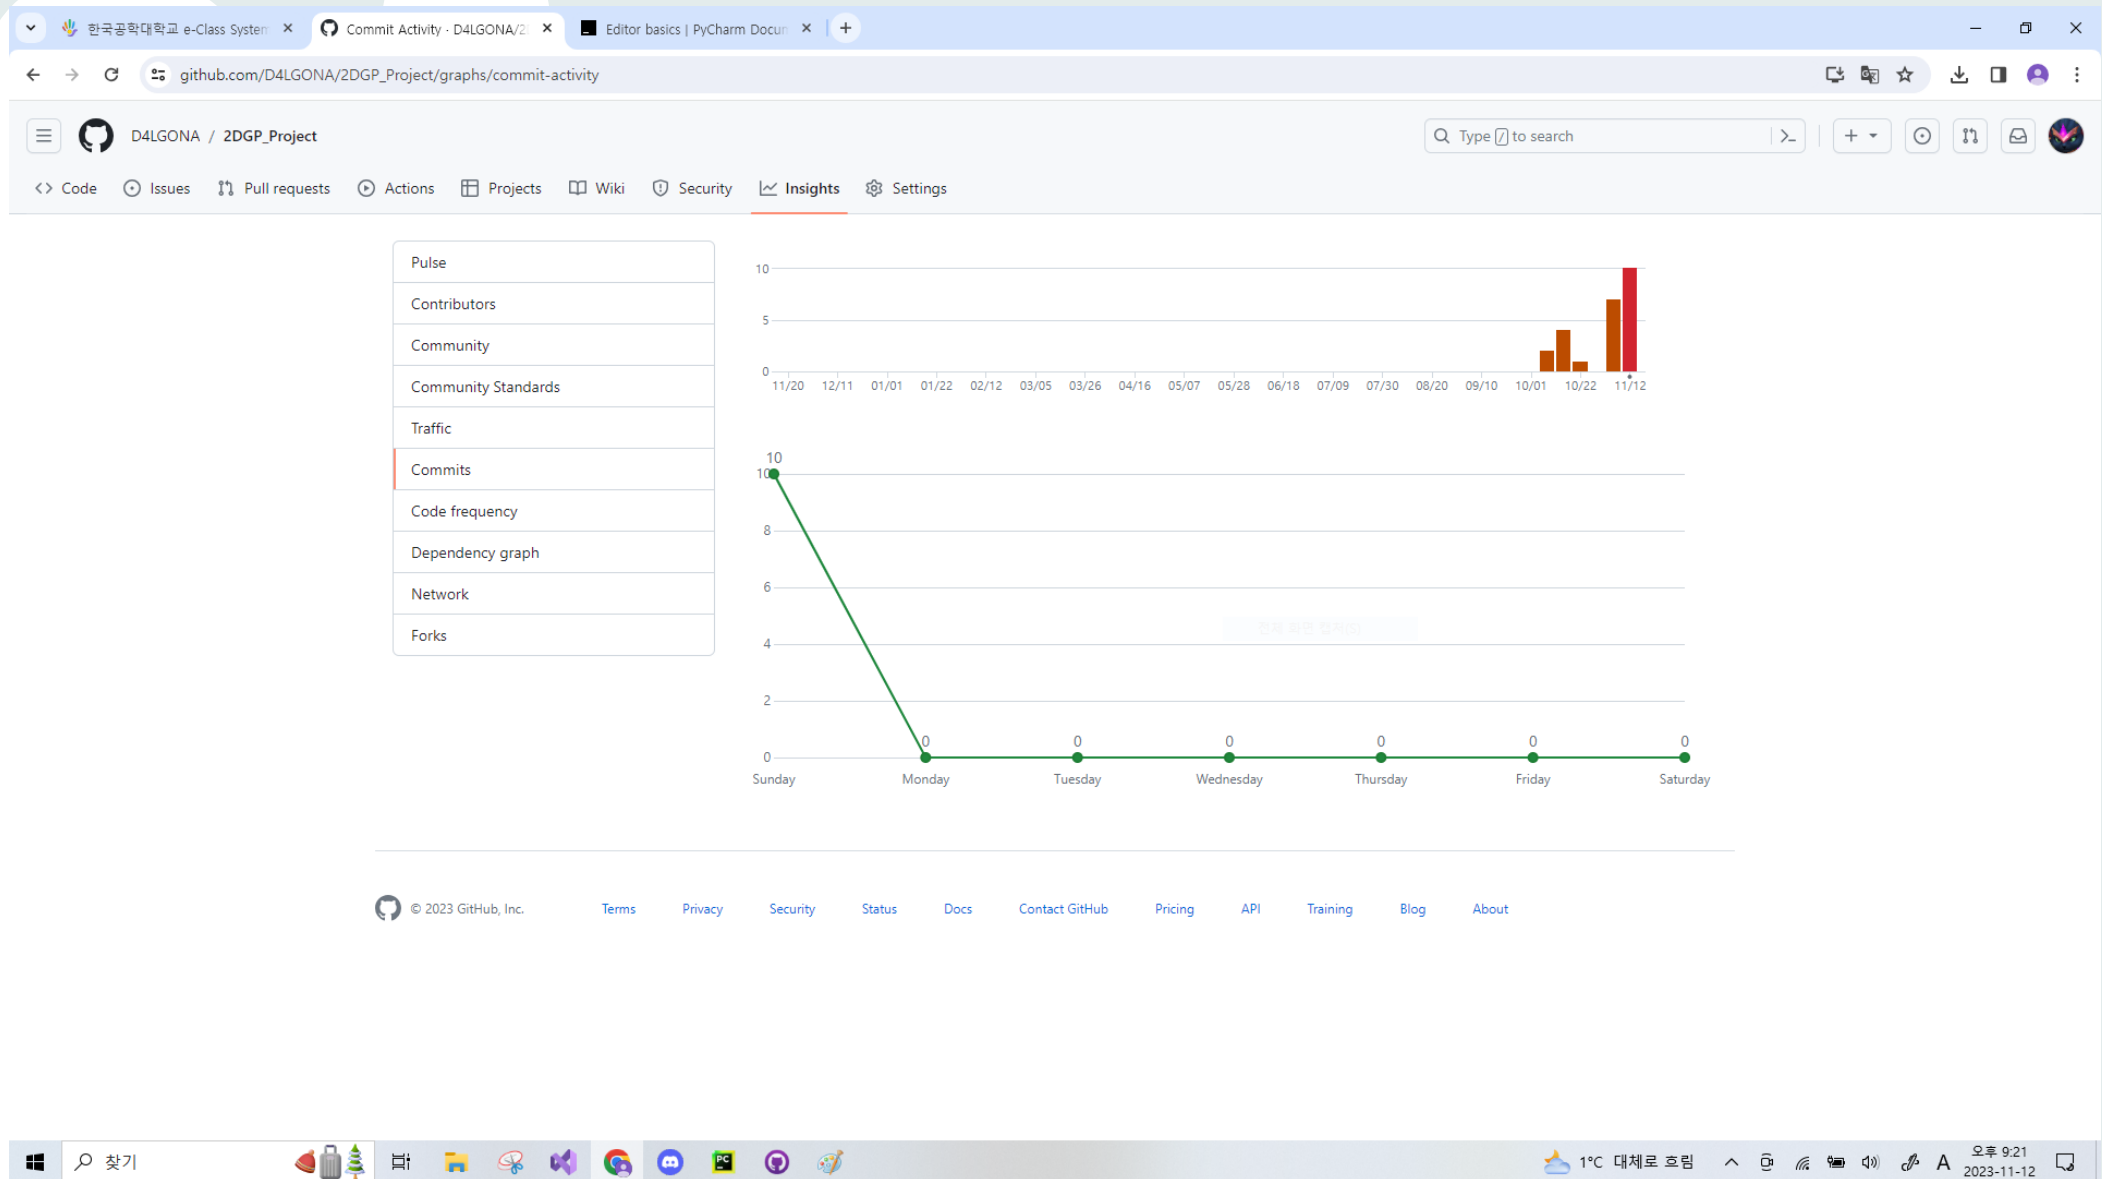 한국공학대학교 e-Class System
Commit Activity · D4LGONA/2
Editor basics | PyCharm Docum
github.com/D4LGONA/2DGP_Project/graphs/commit-activity
D4LGONA / 2DGP_Project
Type / to search
Code Issues Pull requests Actions Projects Wiki Security Insights Settings
Pulse
Contributors
Community
Community Standards
Traffic
Commits
Code frequency
Dependency graph
Network
Forks
10
5
0
11/20 12/11 01/01 01/22 02/12 03/05 03/26 04/16 05/07 05/28 06/18 07/09 07/30 08/20 09/10 10/01 10/22 11/12
10
10
8
6
전체 화면 캡처(S)
4
2
0 0 0 0 0 0
0
Sunday Monday Tuesday Wednesday Thursday Friday Saturday
© 2023 GitHub, Inc. Terms Privacy Security Status Docs Contact GitHub Pricing API Training Blog About
찾기
PC
1°C 대체로 흐림
A
오후 9:21
2023-11-12